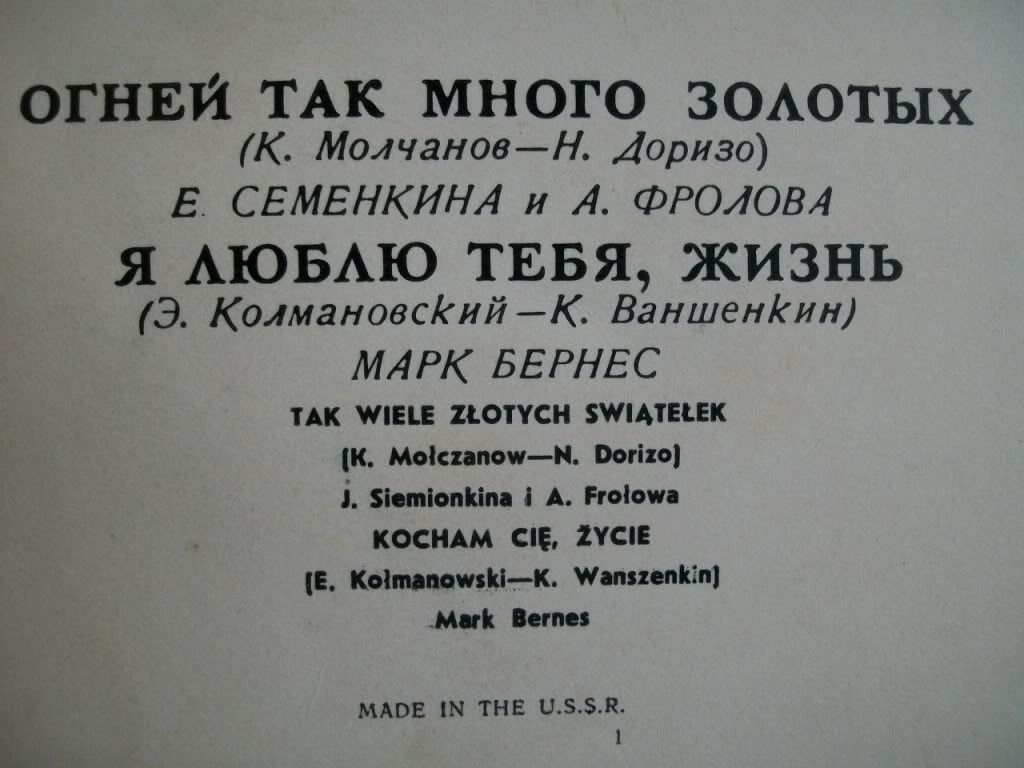 ОГНЕЙ ТАК МНОГО ЗОЛОТЫХ
(К. Молчанов—Н. Доризо)
Е. СЕМЕНКИНА и А. ФРОЛОВА
Я ЛЮБЛЮ ТЕБЯ, ЖИЗНЬ
(Э. Колмановский—К. Ваншенкин)
МАРК БЕРНЕС
TAK WIELE ZŁOTYCH SWIĄTEŁEK
(K. Mołczanow—N. Dorizo)
J. Siemionkina i A. Frołowa
KOCHAM CIĘ, ŻYCIE
(E. Kołmanowski—K. Wanszenkin)
Mark Bernes
MADE IN THE U.S.S.R.
1